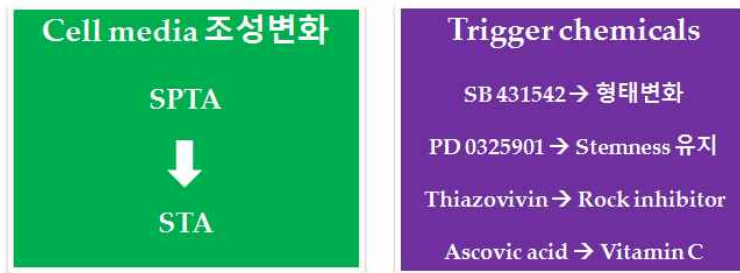 Cell media 조성변화
SPTA
STA
Trigger chemicals
SB 431542 → 형태변화
PD 0325901 → Stemness 유지
Thiazovivin → Rock inhibitor
Ascovic acid → Vitamin C